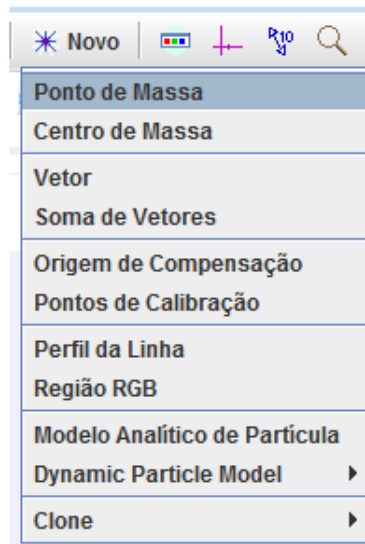 Novo
Ponto de Massa
Centro de Massa
Vetor
Soma de Vetores
Origem de Compensação
Pontos de Calibração
Perfil da Linha
Região RGB
Modelo Analítico de Partícula
Dynamic Particle Model
Clone